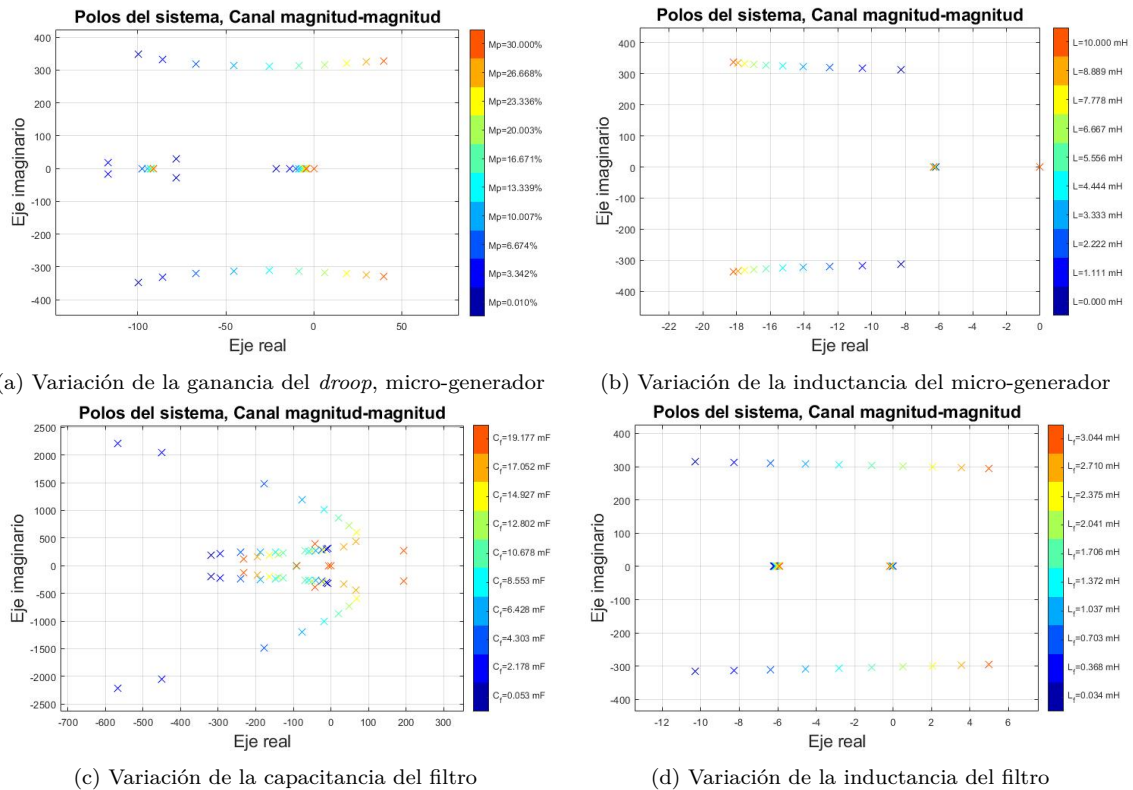 Polos del sistema, Canal magnitud-magnitud
400
300
200
100
0
-100
-200
-300
-400
Eje imaginario
-100
-50
0
50
Eje real
Mp=30.000%
Mp=26.668%
Mp=23.336%
Mp=20.003%
Mp=16.671%
Mp=13.339%
Mp=10.007%
Mp=6.674%
Mp=3.342%
Mp=0.010%
(a) Variación de la ganancia del droop, micro-generador
Polos del sistema, Canal magnitud-magnitud
400
300
200
100
0
-100
-200
-300
-400
Eje imaginario
-22
-20
-18
-16
-14
-12
-10
-8
-6
-4
-2
0
Eje real
L=10.000 mH
L=8.889 mH
L=7.778 mH
L=6.667 mH
L=5.556 mH
L=4.444 mH
L=3.333 mH
L=2.222 mH
L=1.111 mH
L=0.000 mH
(b) Variación de la inductancia del micro-generador
Polos del sistema, Canal magnitud-magnitud
2500
2000
1500
1000
500
0
-500
-1000
-1500
-2000
-2500
Eje imaginario
-700
-600
-500
-400
-300
-200
-100
0
100
200
300
Eje real
C_f=19.177 mF
C_f=17.052 mF
C_f=14.927 mF
C_f=12.802 mF
C_f=10.678 mF
C_f=8.553 mF
C_f=6.428 mF
C_f=4.303 mF
C_f=2.178 mF
C_f=0.053 mF
(c) Variación de la capacitancia del filtro
Polos del sistema, Canal magnitud-magnitud
400
300
200
100
0
-100
-200
-300
-400
Eje imaginario
-12
-10
-8
-6
-4
-2
0
2
4
6
Eje real
L_f=3.044 mH
L_f=2.710 mH
L_f=2.375 mH
L_f=2.041 mH
L_f=1.706 mH
L_f=1.372 mH
L_f=1.037 mH
L_f=0.703 mH
L_f=0.368 mH
L_f=0.034 mH
(d) Variación de la inductancia del filtro